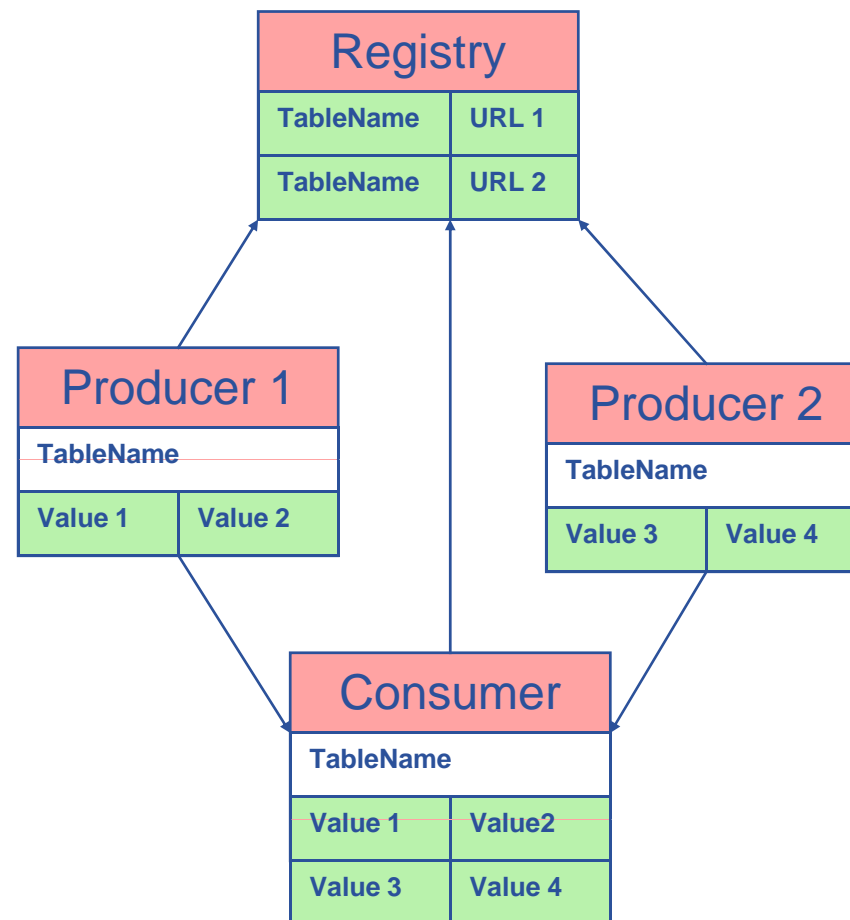 Registry
TableName URL 1
TableName URL 2
Producer 1
TableName
Value 1 Value 2
Producer 2
TableName
Value 3 Value 4
Consumer
TableName
Value 1 Value2
Value 3 Value 4